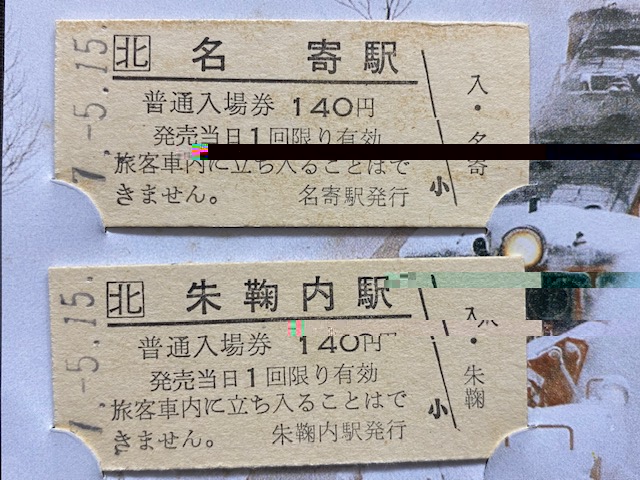 7.-5.15.
北 名寄駅
普通入場券 140円
発売当日1回限り有効
旅客車内に立ち入ることはで
きません。 名寄駅発行
小
入・名寄
7.-5.15.
北 朱鞠内駅
普通入場券 140円
発売当日1回限り有効
旅客車内に立ち入ることはで
きません。 朱鞠内駅発行
小
入・朱鞠